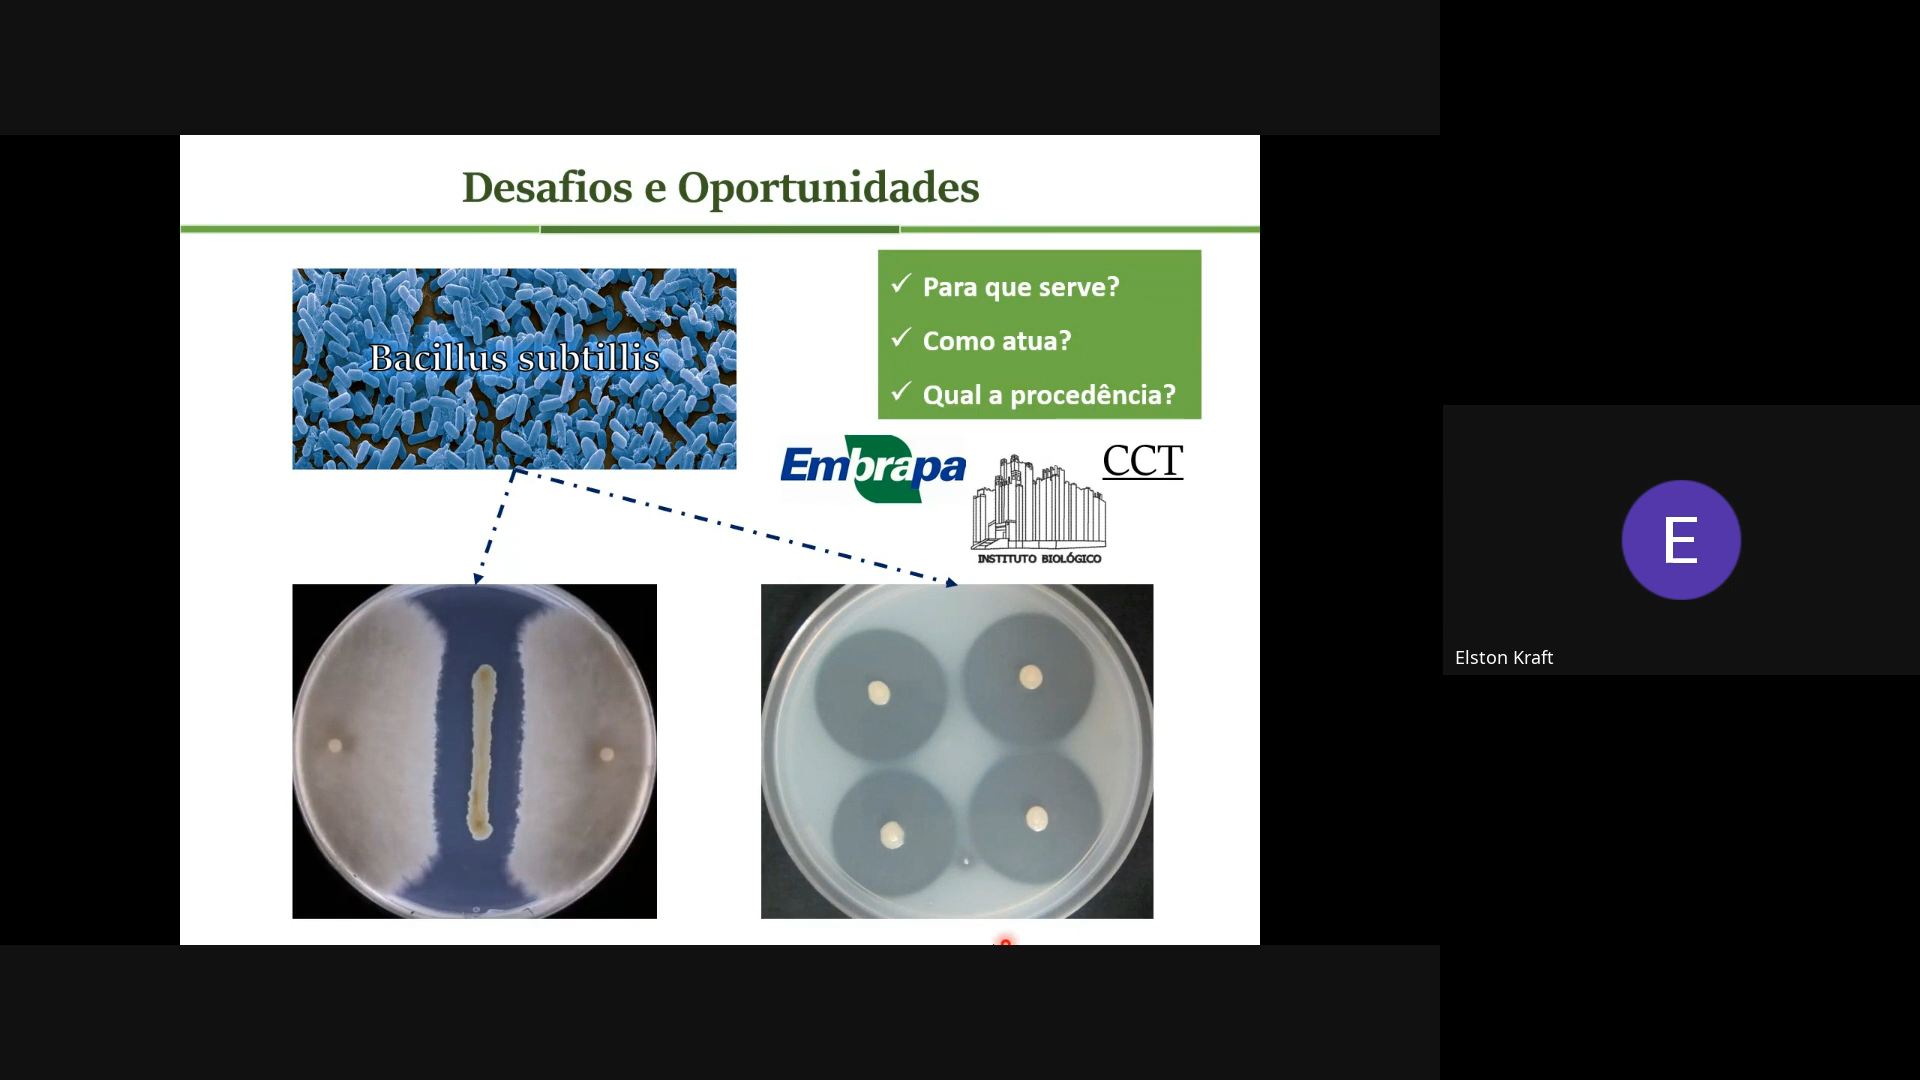 Desafios e Oportunidades
Bacillus subtillis
✓ Para que serve?
✓ Como atua?
✓ Qual a procedência?
Embrapa
CCT
INSTITUTO BIOLÓGICO
E
Elston Kraft